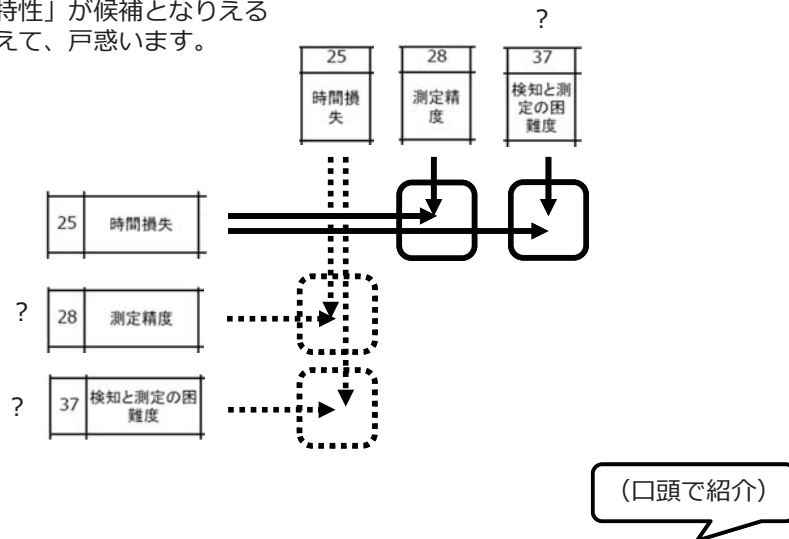 特性」が候補となりえる
えて、戸惑います。
?
25
時間損
失
28
測定精
度
37
検知と測
定の困
難度
25
時間損失
?
28
測定精度
?
37
検知と測定の困
難度
（口頭で紹介）